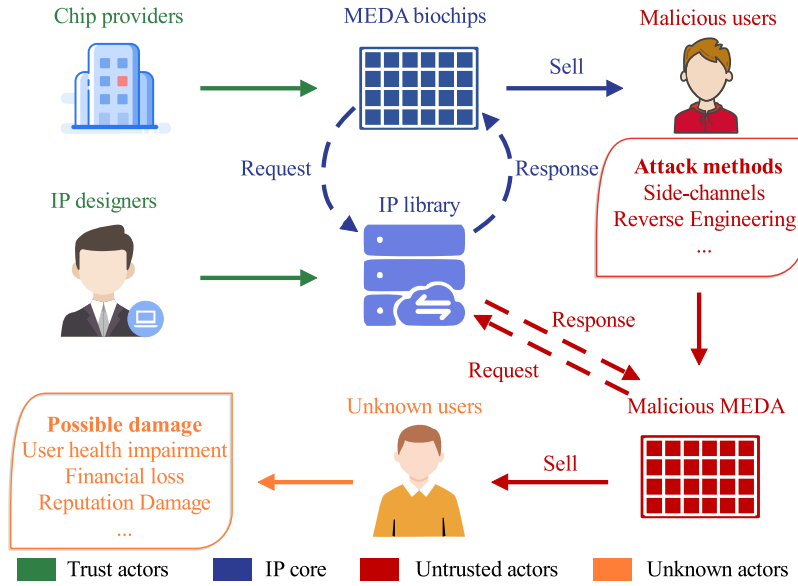 Chip providers
MEDA biochips
Malicious users
Sell
Request
Response
Attack methods
Side-channels
Reverse Engineering
...
IP designers
IP library
Response
Request
Possible damage
User health impairment
Financial loss
Reputation Damage
...
Unknown users
Sell
Malicious MEDA
Trust actors
IP core
Untrusted actors
Unknown actors